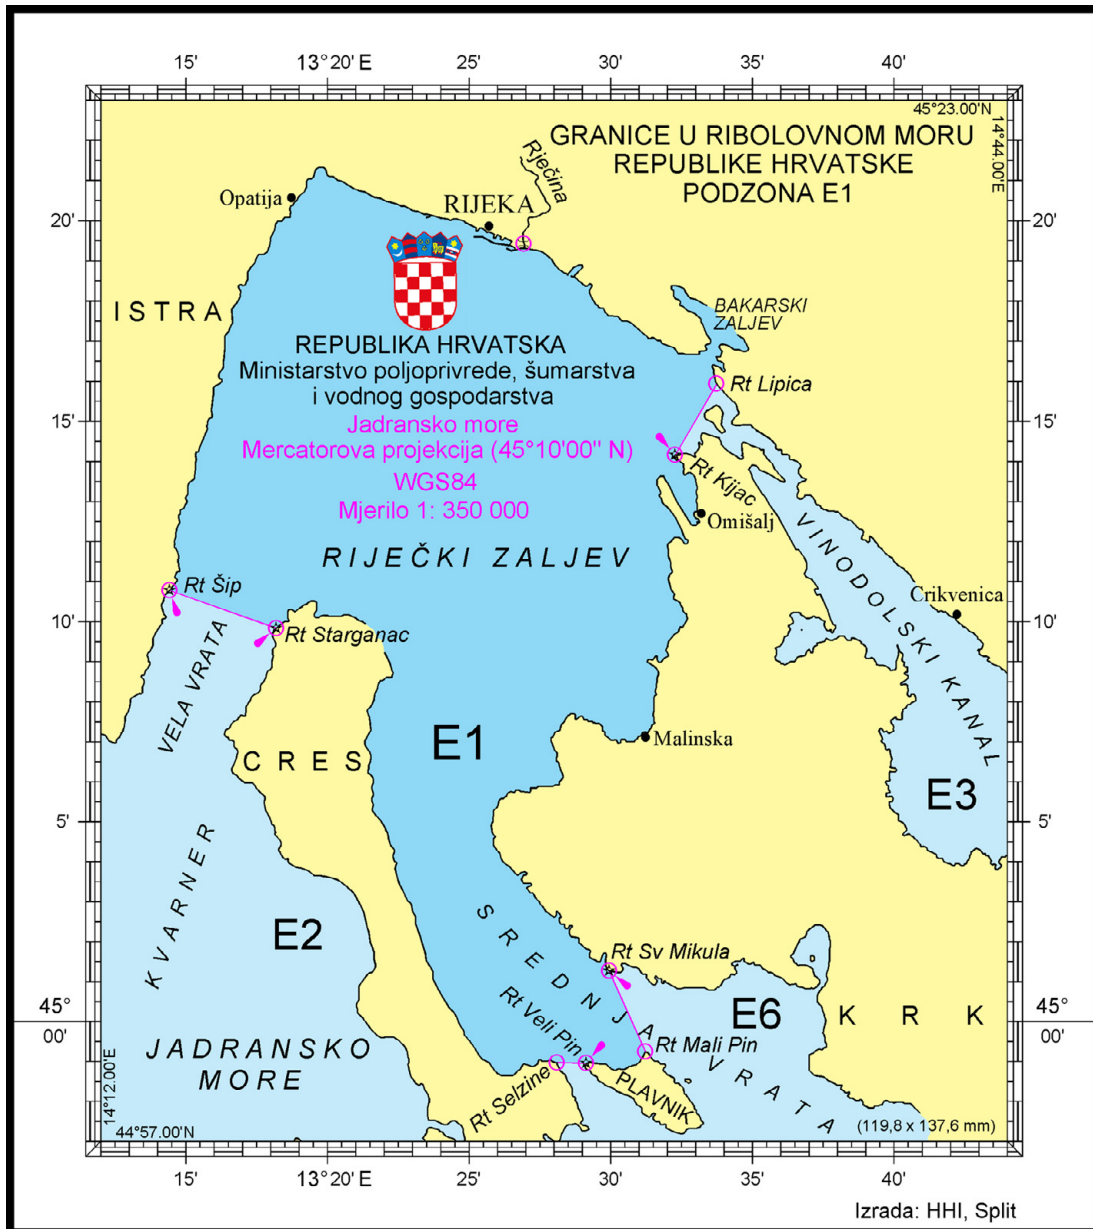 15'
13°20' E
25'
30'
35'
40'
45°23.00'N
14°44.00'E
GRANICE U RIBOLOVNOM MORU
REPUBLIKE HRVATSKE
PODZONA E1
Rječina
Opatija
RIJEKA
20'
20'
ISTRA
BAKARSKI
ZALJEV
REPUBLIKA HRVATSKA
Ministarstvo poljoprivrede, šumarstva
i vodnog gospodarstva
Jadransko more
Mercatorova projekcija (45°10'00" N)
WGS84
Mjerilo 1: 350 000
Rt Lipica
15'
15'
Rt Kijac
Omišalj
RIJEČKI ZALJEV
VINODOLSKI KANAL
Rt Šip
Crikvenica
10'
10'
Rt Starganac
VELA VRATA
E1
Malinska
CRES
E3
5'
5'
KVARNER
E2
SREDNJA VRATA
Rt Sv Mikula
45°
00'
45°
00'
Rt Veli Pin
E6
KRK
Rt Mali Pin
JADRANSKO
MORE
Rt Selzine
PLAVNIK
14°12.00'E
44°57.00'N
(119,8 x 137,6 mm)
15'
13°20' E
25'
30'
35'
40'
Izrada: HHI, Split